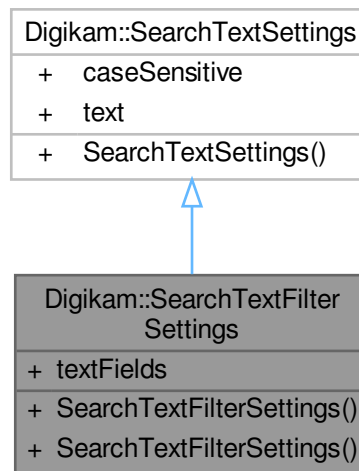 Digikam::SearchTextSettings
+ caseSensitive
+ text
+ SearchTextSettings()
Digikam::SearchTextFilter
Settings
+ textFields
+ SearchTextFilterSettings()
+ SearchTextFilterSettings()